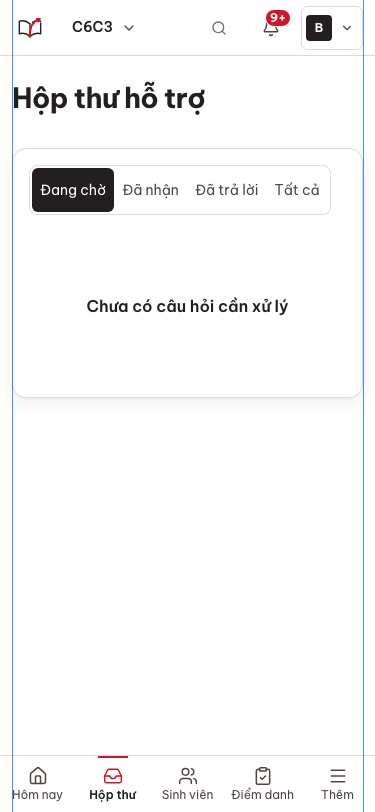 C6C3
9+
B
Hộp thư hỗ trợ
Đang chờ Đã nhận Đã trả lời Tất cả
Chưa có câu hỏi cần xử lý
Hôm nay Hộp thư Sinh viên Điểm danh Thêm